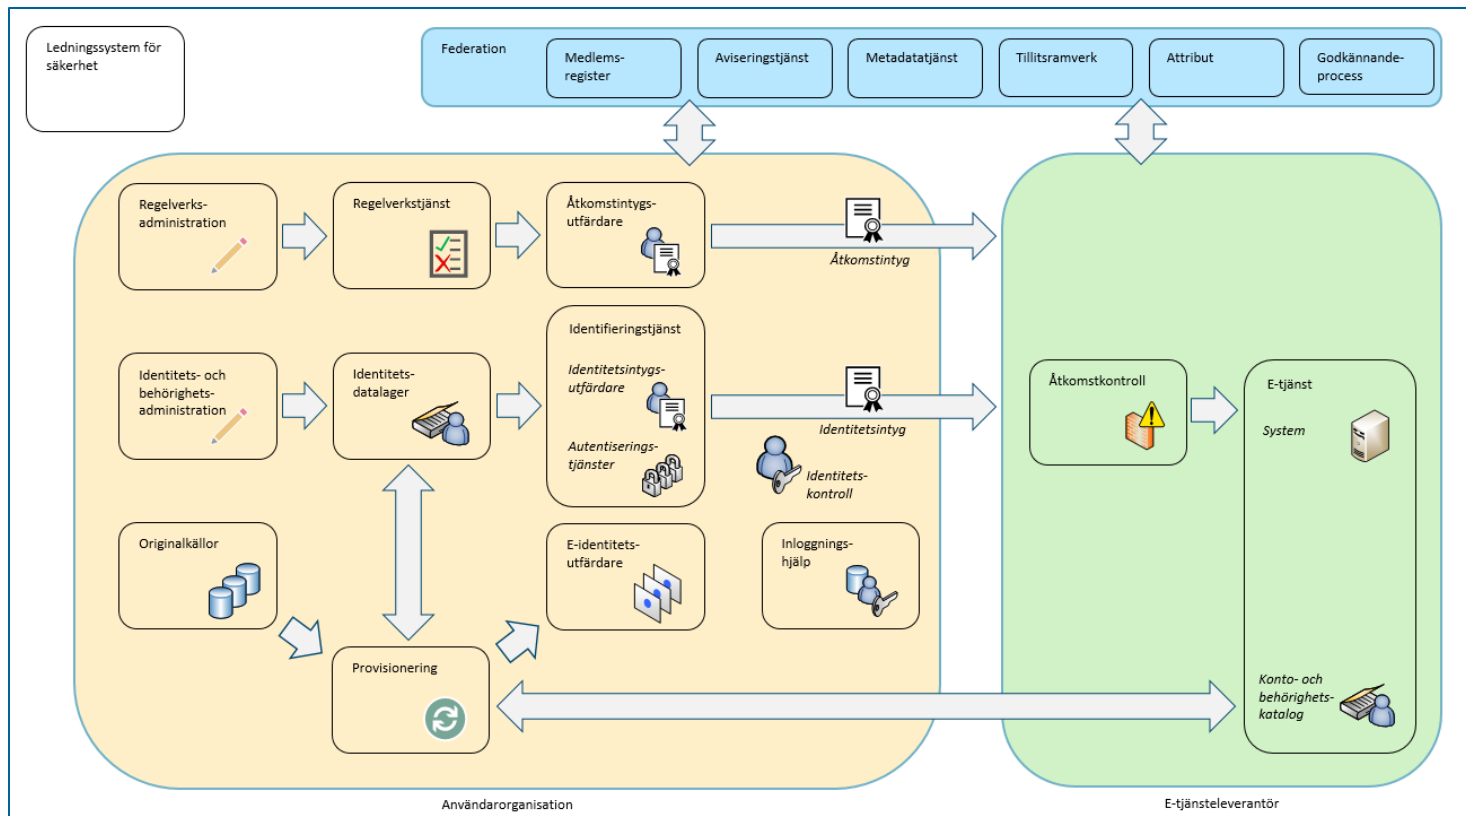 Ledningssystem för
säkerhet
Federation
Medlems-
register
Aviseringstjänst
Metadatatjänst
Tillitsramverk
Attribut
Godkännande-
process
Regelverks-
administration
Regelverkstjänst
Åtkomstintygs-
utfärdare
Åtkomstintyg
Identifieringstjänst
Identitets- och
behörighets-
administration
Identitets-
datalager
Identitetsintygs-
utfärdare
Autentiserings-
tjänster
Identitetsintyg
Identitets-
kontroll
Åtkomstkontroll
E-tjänst
System
Originalkällor
E-identitets-
utfärdare
Inloggnings-
hjälp
Provisionering
Konto- och
behörighets-
katalog
Användarorganisation
E-tjänsteleverantör